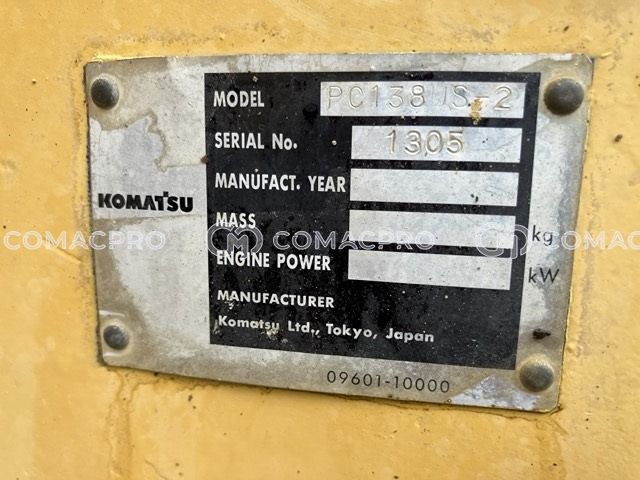 MODEL PC138US-2
SERIAL No. 1305
MANUFACT. YEAR
KOMATSU
MASS kg
COMACPRO COMACPRO COMACPRO
ENGINE POWER kW
MANUFACTURER
Komatsu Ltd., Tokyo, Japan
09601-10000